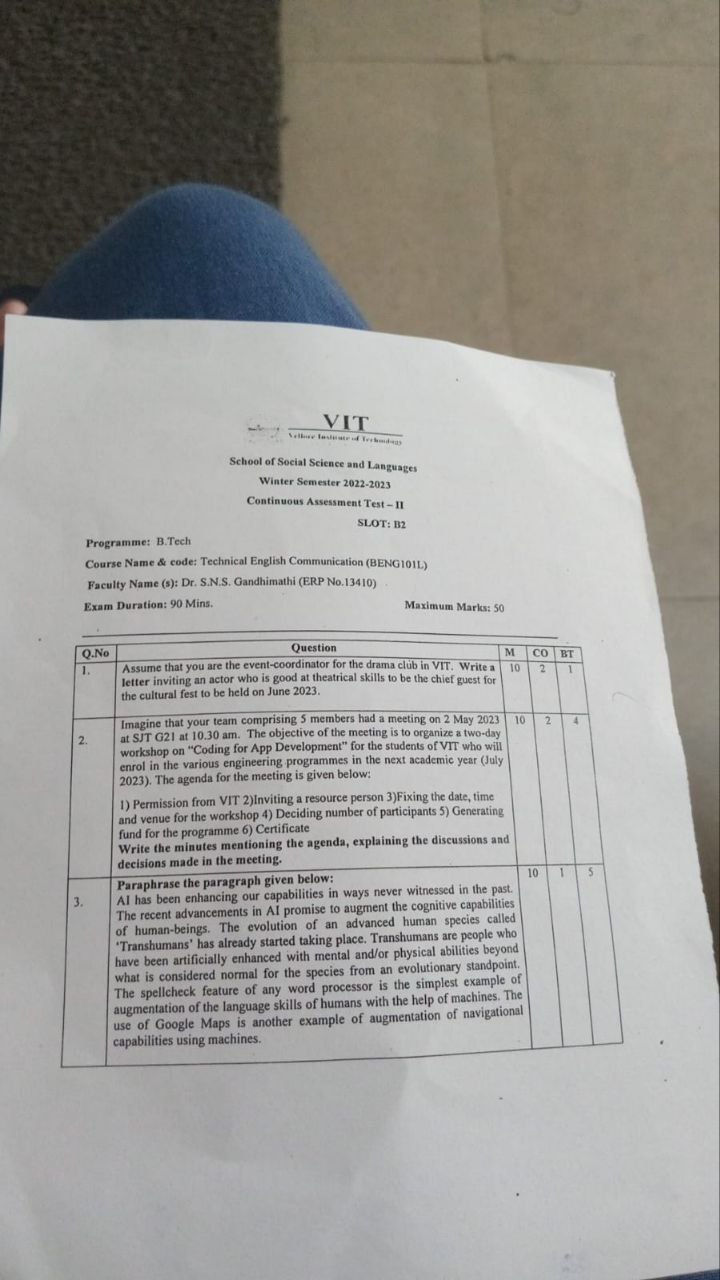 VIT
Vellore Institute of Technology
School of Social Science and Languages
Winter Semester 2022-2023
Continuous Assessment Test – II
SLOT: B2
Programme: B.Tech
Course Name & code: Technical English Communication (BENG101L)
Faculty Name (s): Dr. S.N.S. Gandhimathi (ERP No.13410)
Exam Duration: 90 Mins. Maximum Marks: 50
Q.No Question M CO BT
1. Assume that you are the event-coordinator for the drama club in VIT. Write a 10 2 1
letter inviting an actor who is good at theatrical skills to be the chief guest for
the cultural fest to be held on June 2023.
2. Imagine that your team comprising 5 members had a meeting on 2 May 2023 10 2 4
at SJT G21 at 10.30 am. The objective of the meeting is to organize a two-day
workshop on “Coding for App Development” for the students of VIT who will
enrol in the various engineering programmes in the next academic year (July
2023). The agenda for the meeting is given below:
1) Permission from VIT 2)Inviting a resource person 3)Fixing the date, time
and venue for the workshop 4) Deciding number of participants 5) Generating
fund for the programme 6) Certificate
Write the minutes mentioning the agenda, explaining the discussions and
decisions made in the meeting.
3. Paraphrase the paragraph given below: 10 1 5
AI has been enhancing our capabilities in ways never witnessed in the past.
The recent advancements in AI promise to augment the cognitive capabilities
of human-beings. The evolution of an advanced human species called
‘Transhumans’ has already started taking place. Transhumans are people who
have been artificially enhanced with mental and/or physical abilities beyond
what is considered normal for the species from an evolutionary standpoint.
The spellcheck feature of any word processor is the simplest example of
augmentation of the language skills of humans with the help of machines. The
use of Google Maps is another example of augmentation of navigational
capabilities using machines.